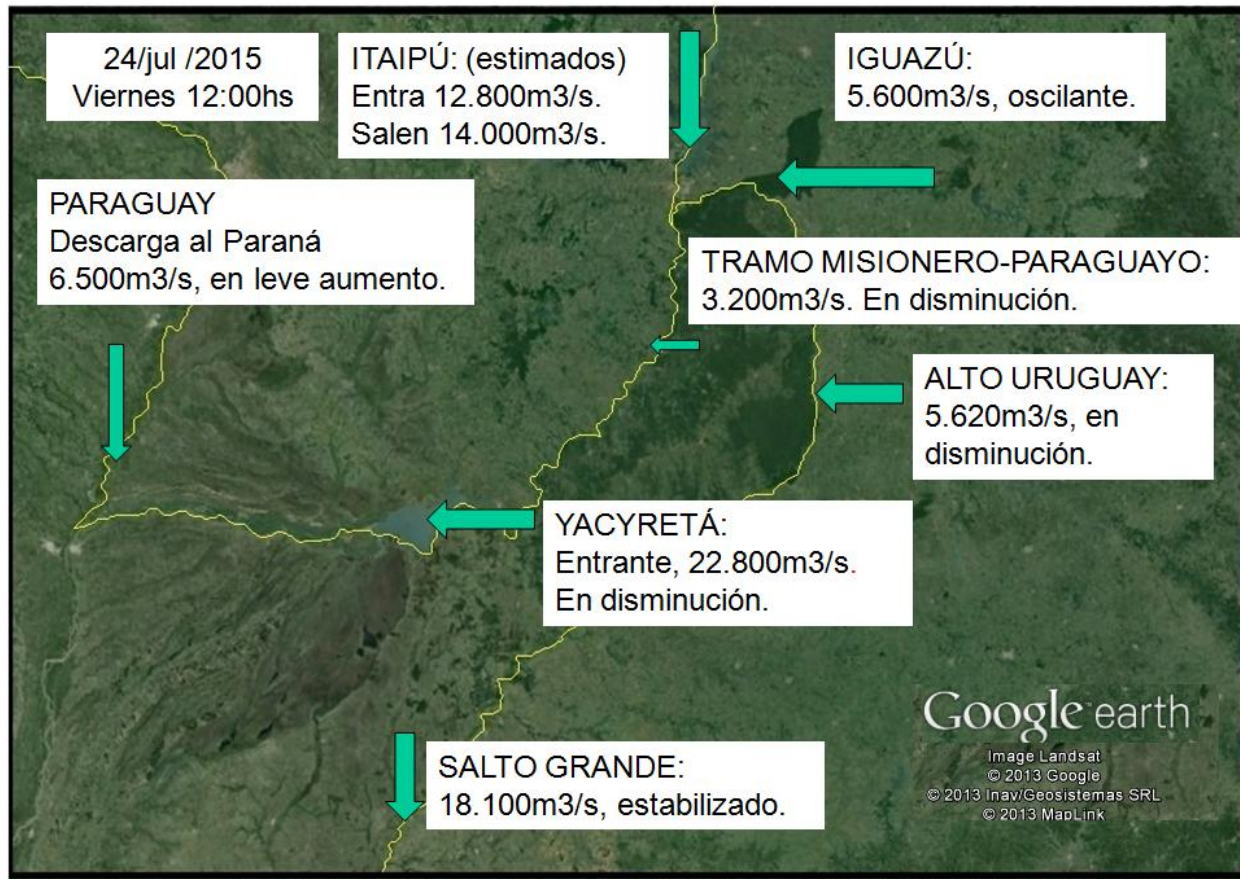 24/jul /2015
Viernes 12:00hs
ITAIPÚ: (estimados)
Entra 12.800m3/s.
Salen 14.000m3/s.
IGUAZÚ:
5.600m3/s, oscilante.
PARAGUAY
Descarga al Paraná
6.500m3/s, en leve aumento.
TRAMO MISIONERO-PARAGUAYO:
3.200m3/s. En disminución.
ALTO URUGUAY:
5.620m3/s, en
disminución.
YACYRETÁ:
Entrante, 22.800m3/s.
En disminución.
SALTO GRANDE:
18.100m3/s, estabilizado.
Google earth
Image Landsat
© 2013 Google
© 2013 Inav/Geosistemas SRL
© 2013 MapLink